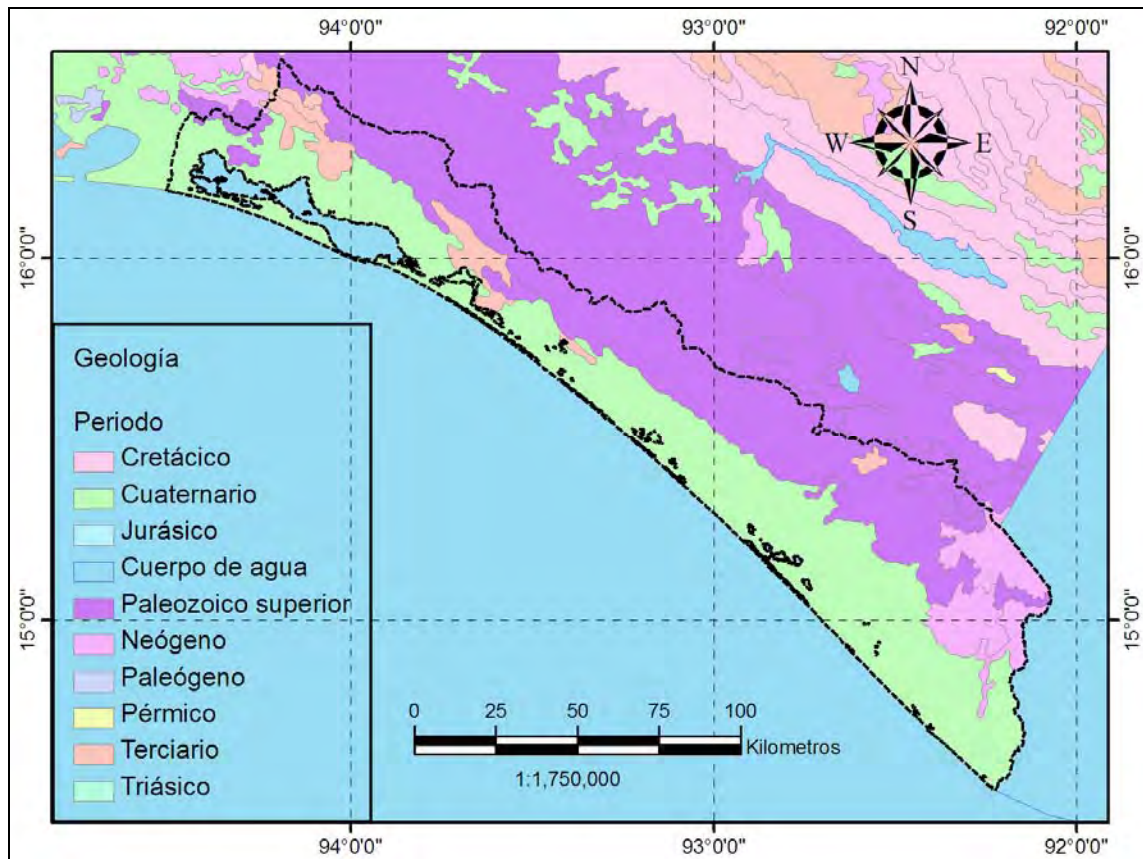 94°0'0"
93°0'0"
92°0'0"
N
W
E
S
16°0'0"
16°0'0"
Geología
Periodo
Cretácico
Cuaternario
Jurásico
Cuerpo de agua
Paleozoico superior
Neógeno
Paleógeno
Pérmico
Terciario
Triásico
15°0'0"
15°0'0"
0
25
50
75
100
Kilometros
1:1,750,000
94°0'0"
93°0'0"
92°0'0"